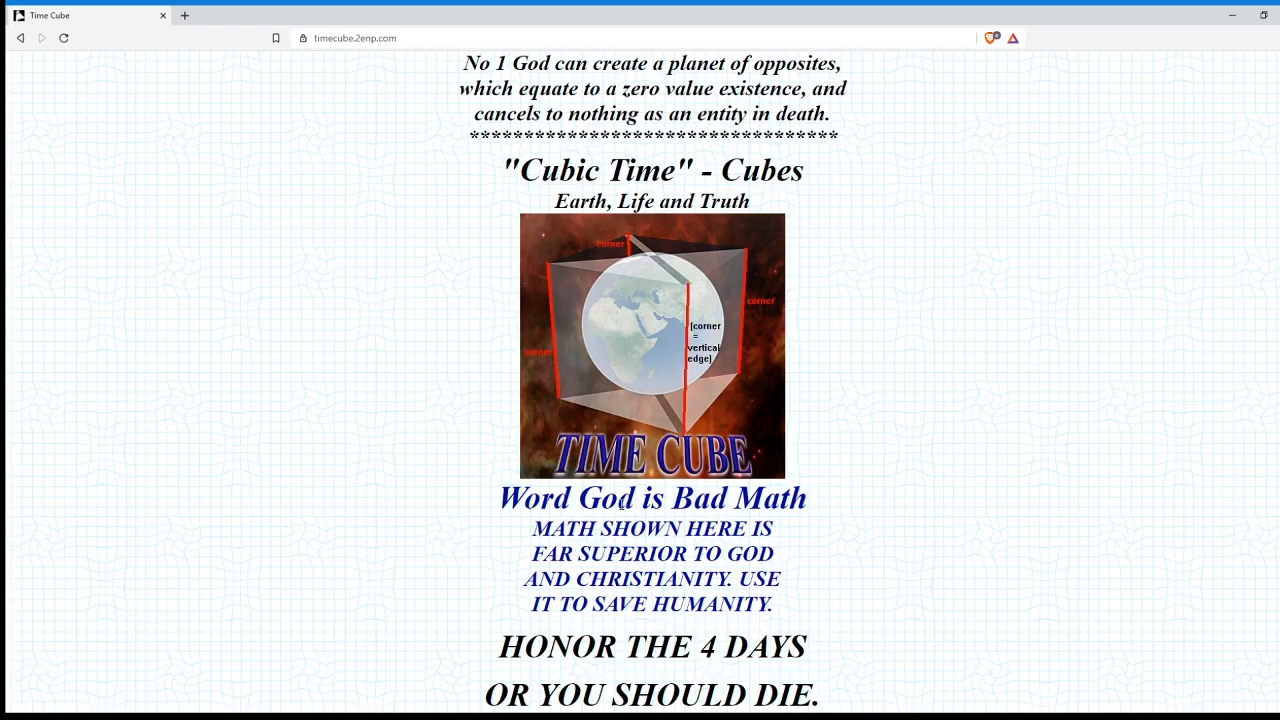 Time Cube
timecube.2enp.com
No 1 God can create a planet of opposites,
which equate to a zero value existence, and
cancels to nothing as an entity in death.
**********************************
"Cubic Time" - Cubes
Earth, Life and Truth
corner
corner
(corner
=
vertical
edge)
corner
TIME CUBE
Word God is Bad Math
MATH SHOWN HERE IS
FAR SUPERIOR TO GOD
AND CHRISTIANITY. USE
IT TO SAVE HUMANITY.
HONOR THE 4 DAYS
OR YOU SHOULD DIE.